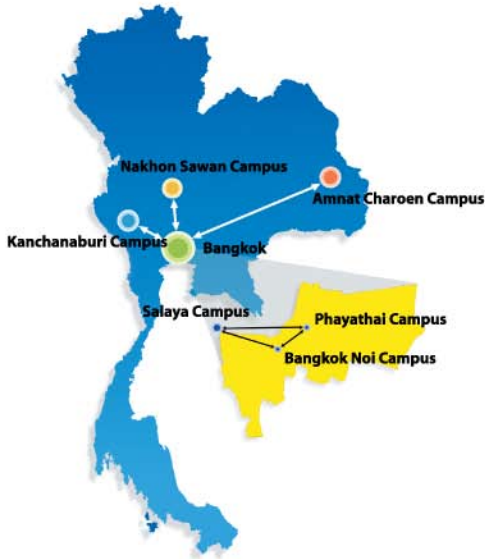 Nakhon Sawan Campus
Amnat Charoen Campus
Kanchanaburi Campus
Bangkok
Salaya Campus
Phayathai Campus
Bangkok Noi Campus